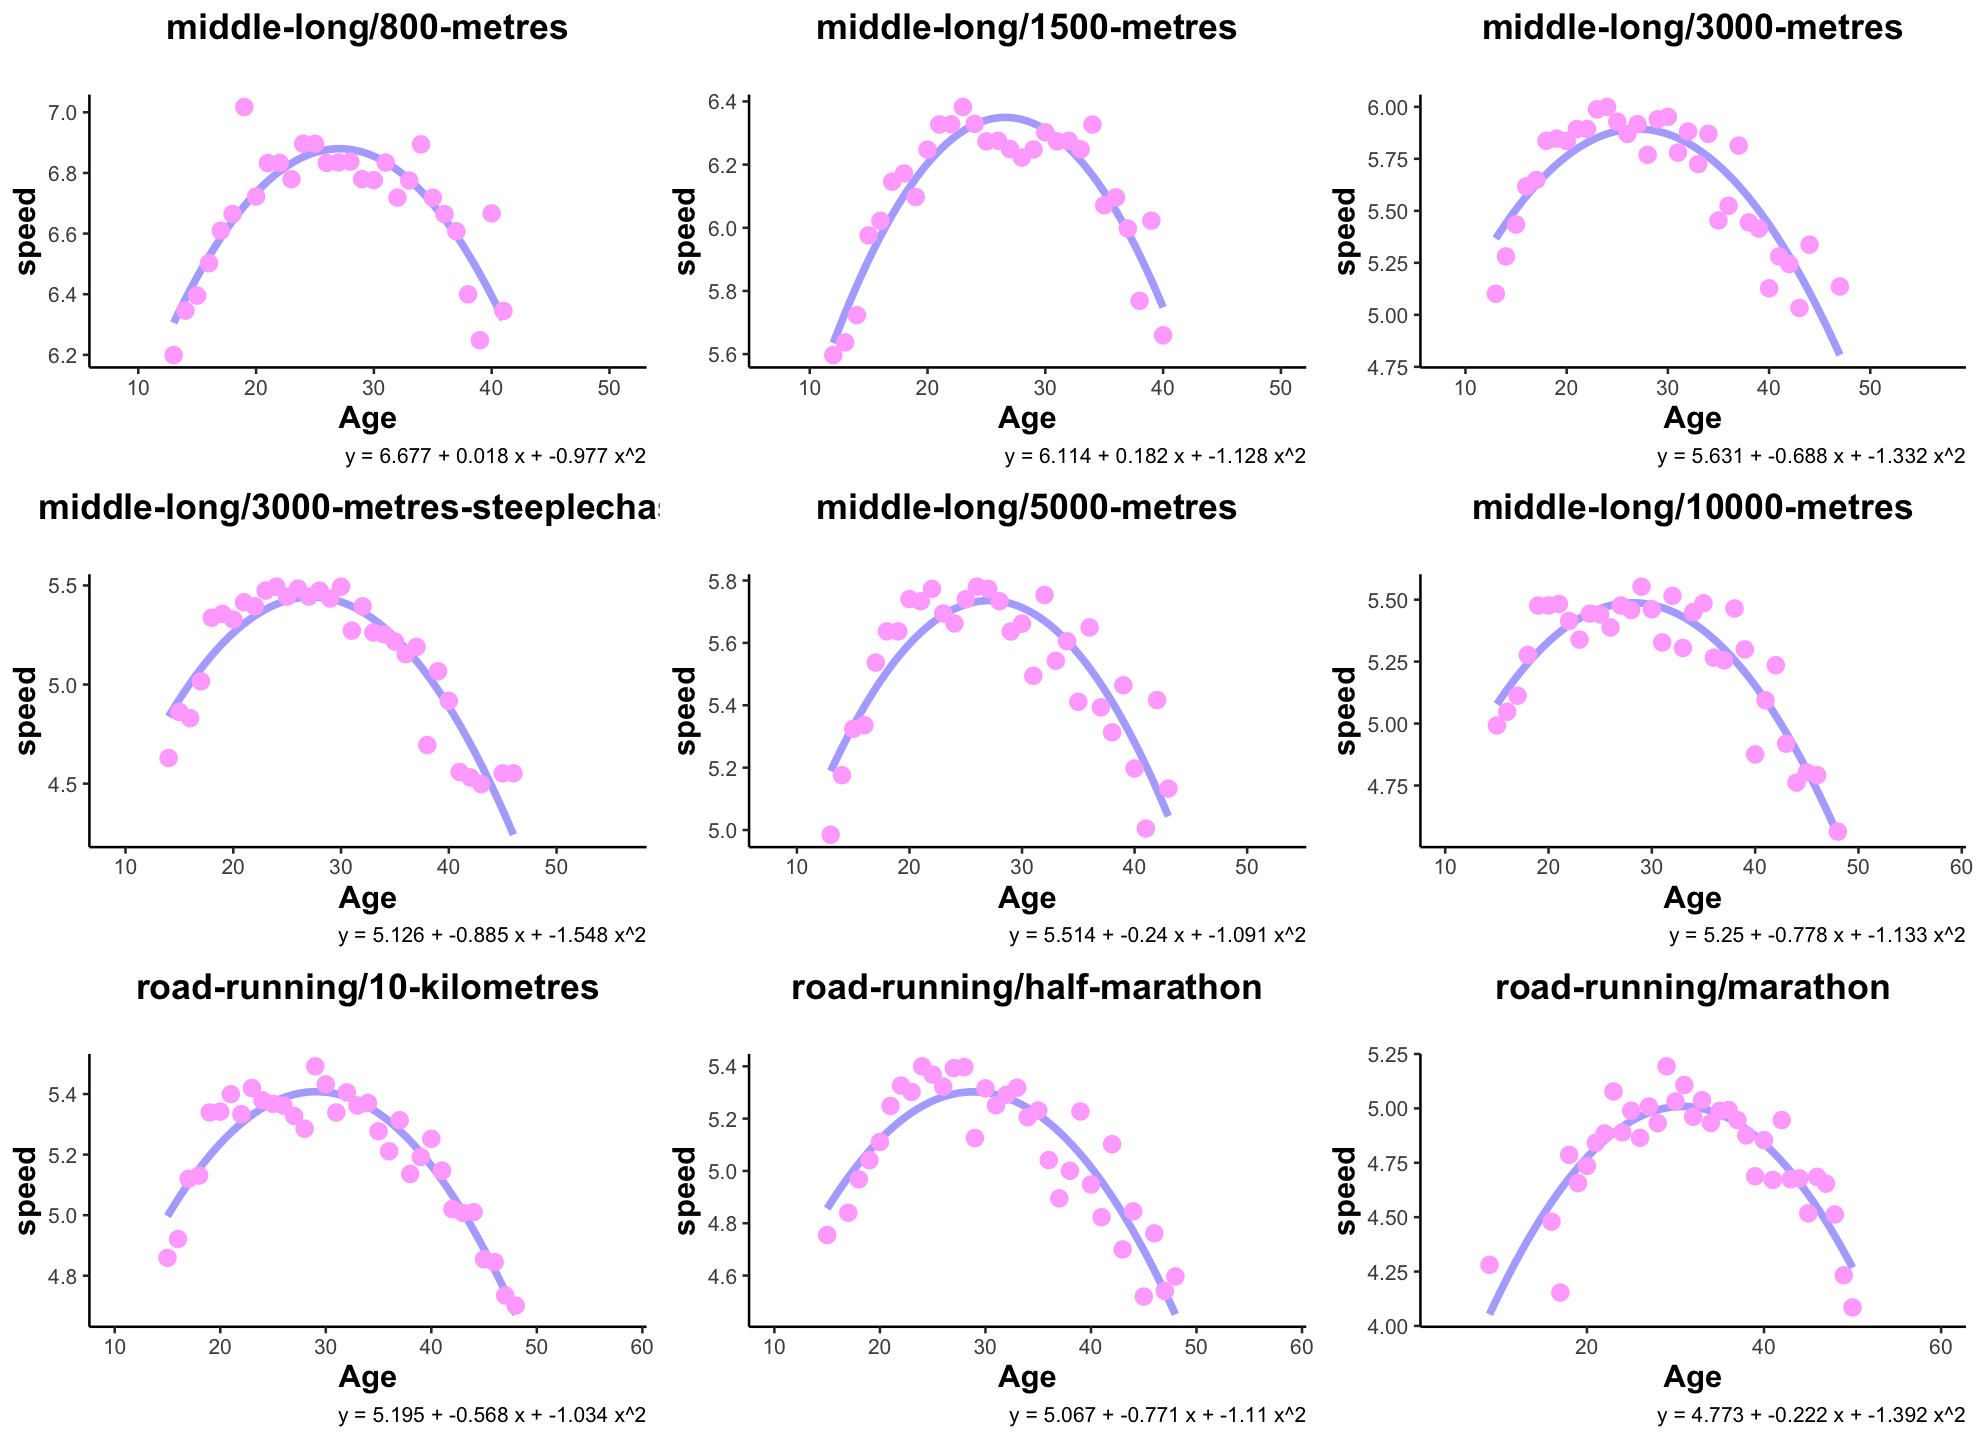 middle-long/800-metres
7.0
6.8
6.6
6.4
6.2
speed
10 20 30 40 50
Age
y = 6.677 + 0.018 x + -0.977 x^2
middle-long/1500-metres
6.4
6.2
6.0
5.8
5.6
speed
10 20 30 40 50
Age
y = 6.114 + 0.182 x + -1.128 x^2
middle-long/3000-metres
6.00
5.75
5.50
5.25
5.00
4.75
speed
10 20 30 40 50
Age
y = 5.631 + -0.688 x + -1.332 x^2
middle-long/3000-metres-steeplechas
5.5
5.0
4.5
speed
10 20 30 40 50
Age
y = 5.126 + -0.885 x + -1.548 x^2
middle-long/5000-metres
5.8
5.6
5.4
5.2
5.0
speed
10 20 30 40 50
Age
y = 5.514 + -0.24 x + -1.091 x^2
middle-long/10000-metres
5.50
5.25
5.00
4.75
speed
10 20 30 40 50 60
Age
y = 5.25 + -0.778 x + -1.133 x^2
road-running/10-kilometres
5.4
5.2
5.0
4.8
speed
10 20 30 40 50 60
Age
y = 5.195 + -0.568 x + -1.034 x^2
road-running/half-marathon
5.4
5.2
5.0
4.8
4.6
speed
10 20 30 40 50 60
Age
y = 5.067 + -0.771 x + -1.11 x^2
road-running/marathon
5.25
5.00
4.75
4.50
4.25
4.00
speed
20 40 60
Age
y = 4.773 + -0.222 x + -1.392 x^2